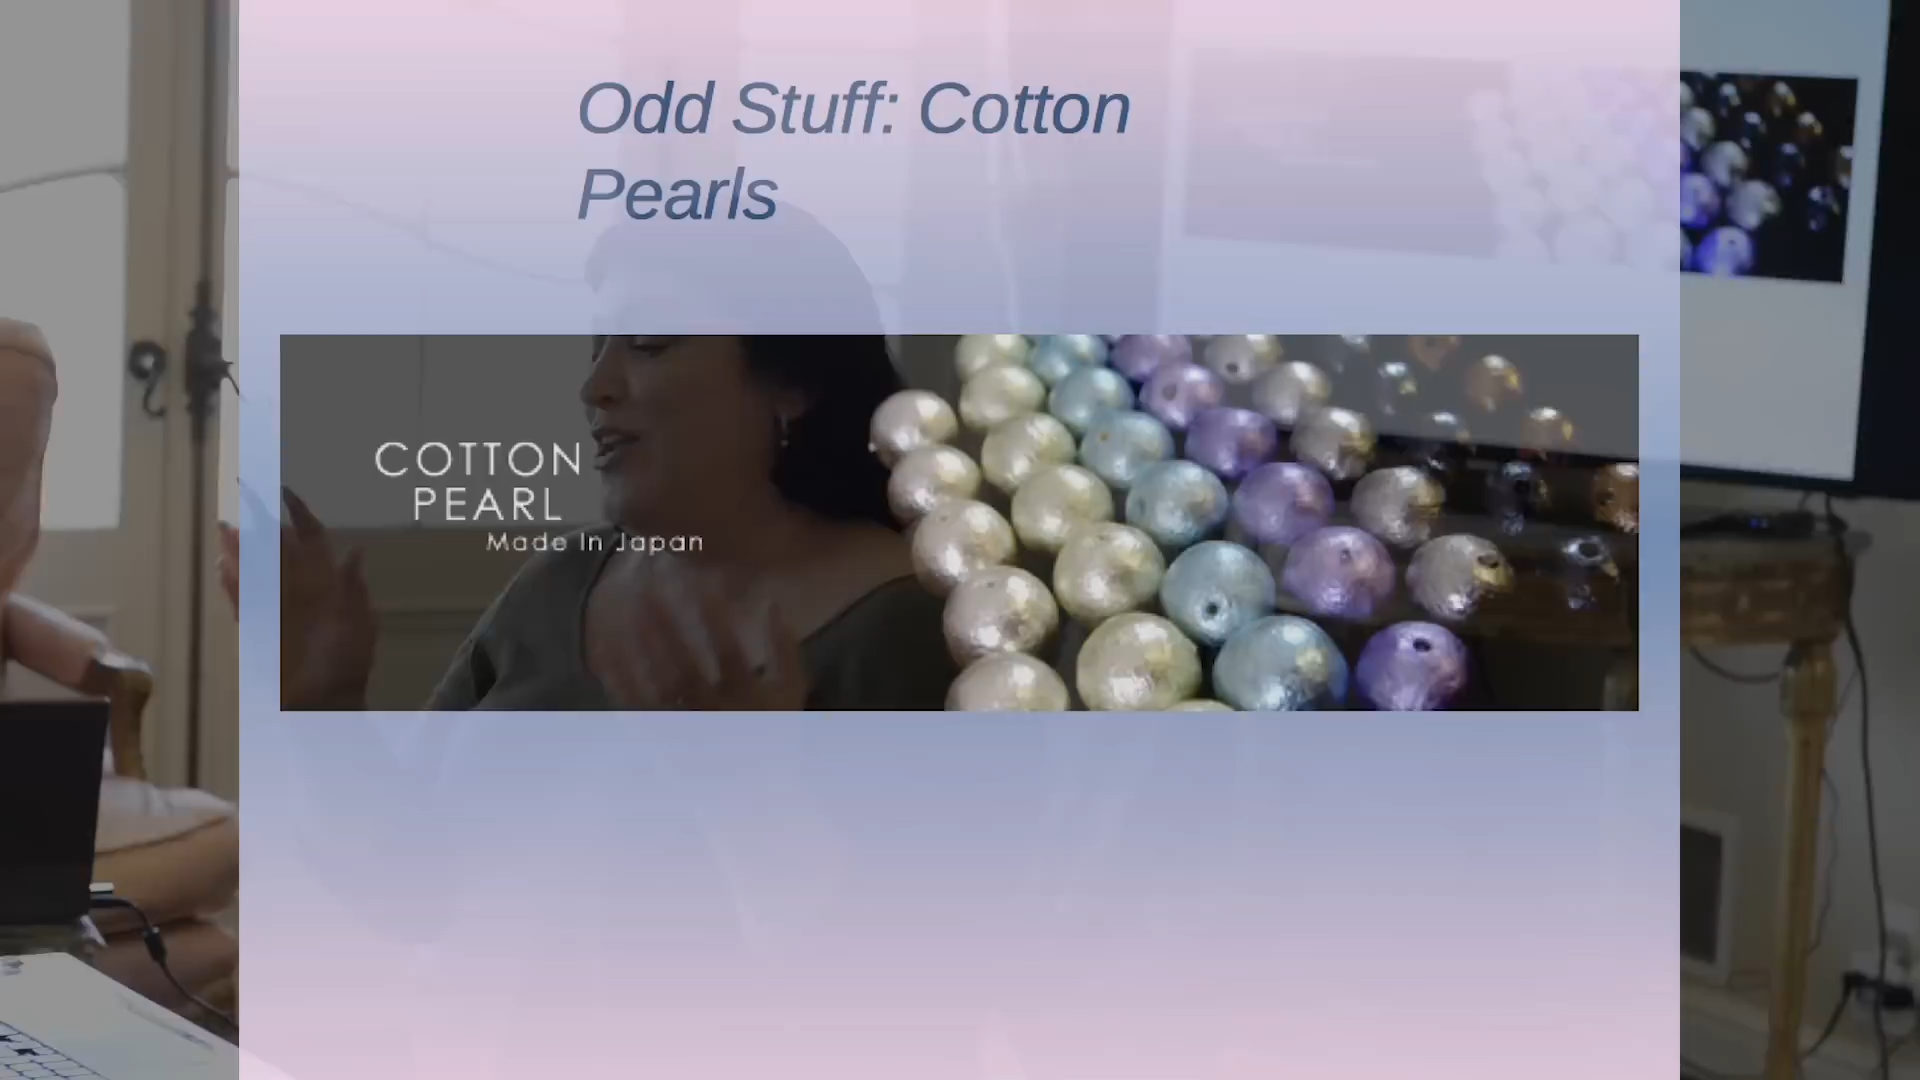 Odd Stuff: Cotton
Pearls
COTTON
PEARL
Made In Japan